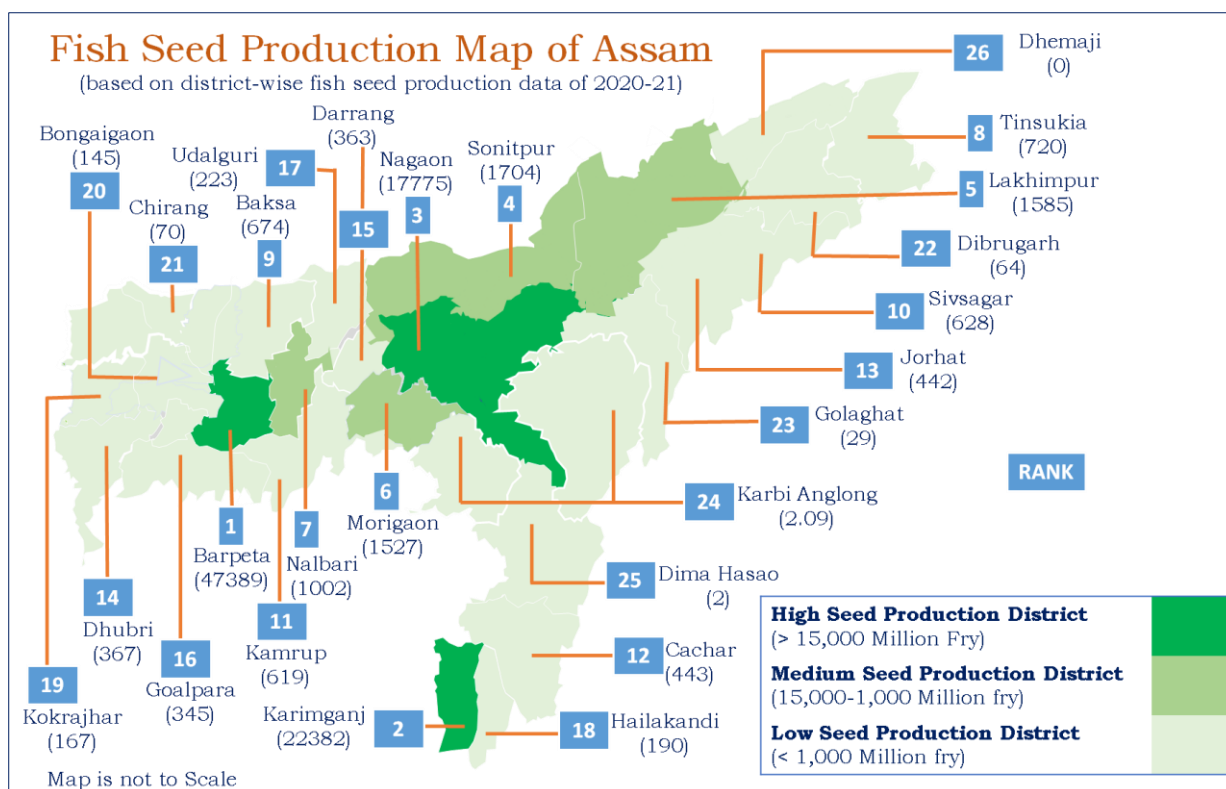 Fish Seed Production Map of Assam
(based on district-wise fish seed production data of 2020-21)
26
Dhemaji
(0)
8
Tinsukia
(720)
5
Lakhimpur
(1585)
22
Dibrugarh
(64)
10
Sivsagar
(628)
13
Jorhat
(442)
23
Golaghat
(29)
24
Karbi Anglong
(2.09)
25
Dima Hasao
(2)
12
Cachar
(443)
18
Hailakandi
(190)
Bongaigaon
(145)
20
Chirang
(70)
21
Udalguri
(223)
17
Baksa
(674)
9
Darrang
(363)
15
Nagaon
(17775)
3
Sonitpur
(1704)
4
19
Kokrajhar
(167)
14
Dhubri
(367)
16
Goalpara
(345)
1
Barpeta
(47389)
11
Kamrup
(619)
7
Nalbari
(1002)
6
Morigaon
(1527)
Karimganj
(22382)
2
RANK
High Seed Production District
(> 15,000 Million Fry)
Medium Seed Production District
(15,000-1,000 Million fry)
Low Seed Production District
(< 1,000 Million fry)
Map is not to Scale